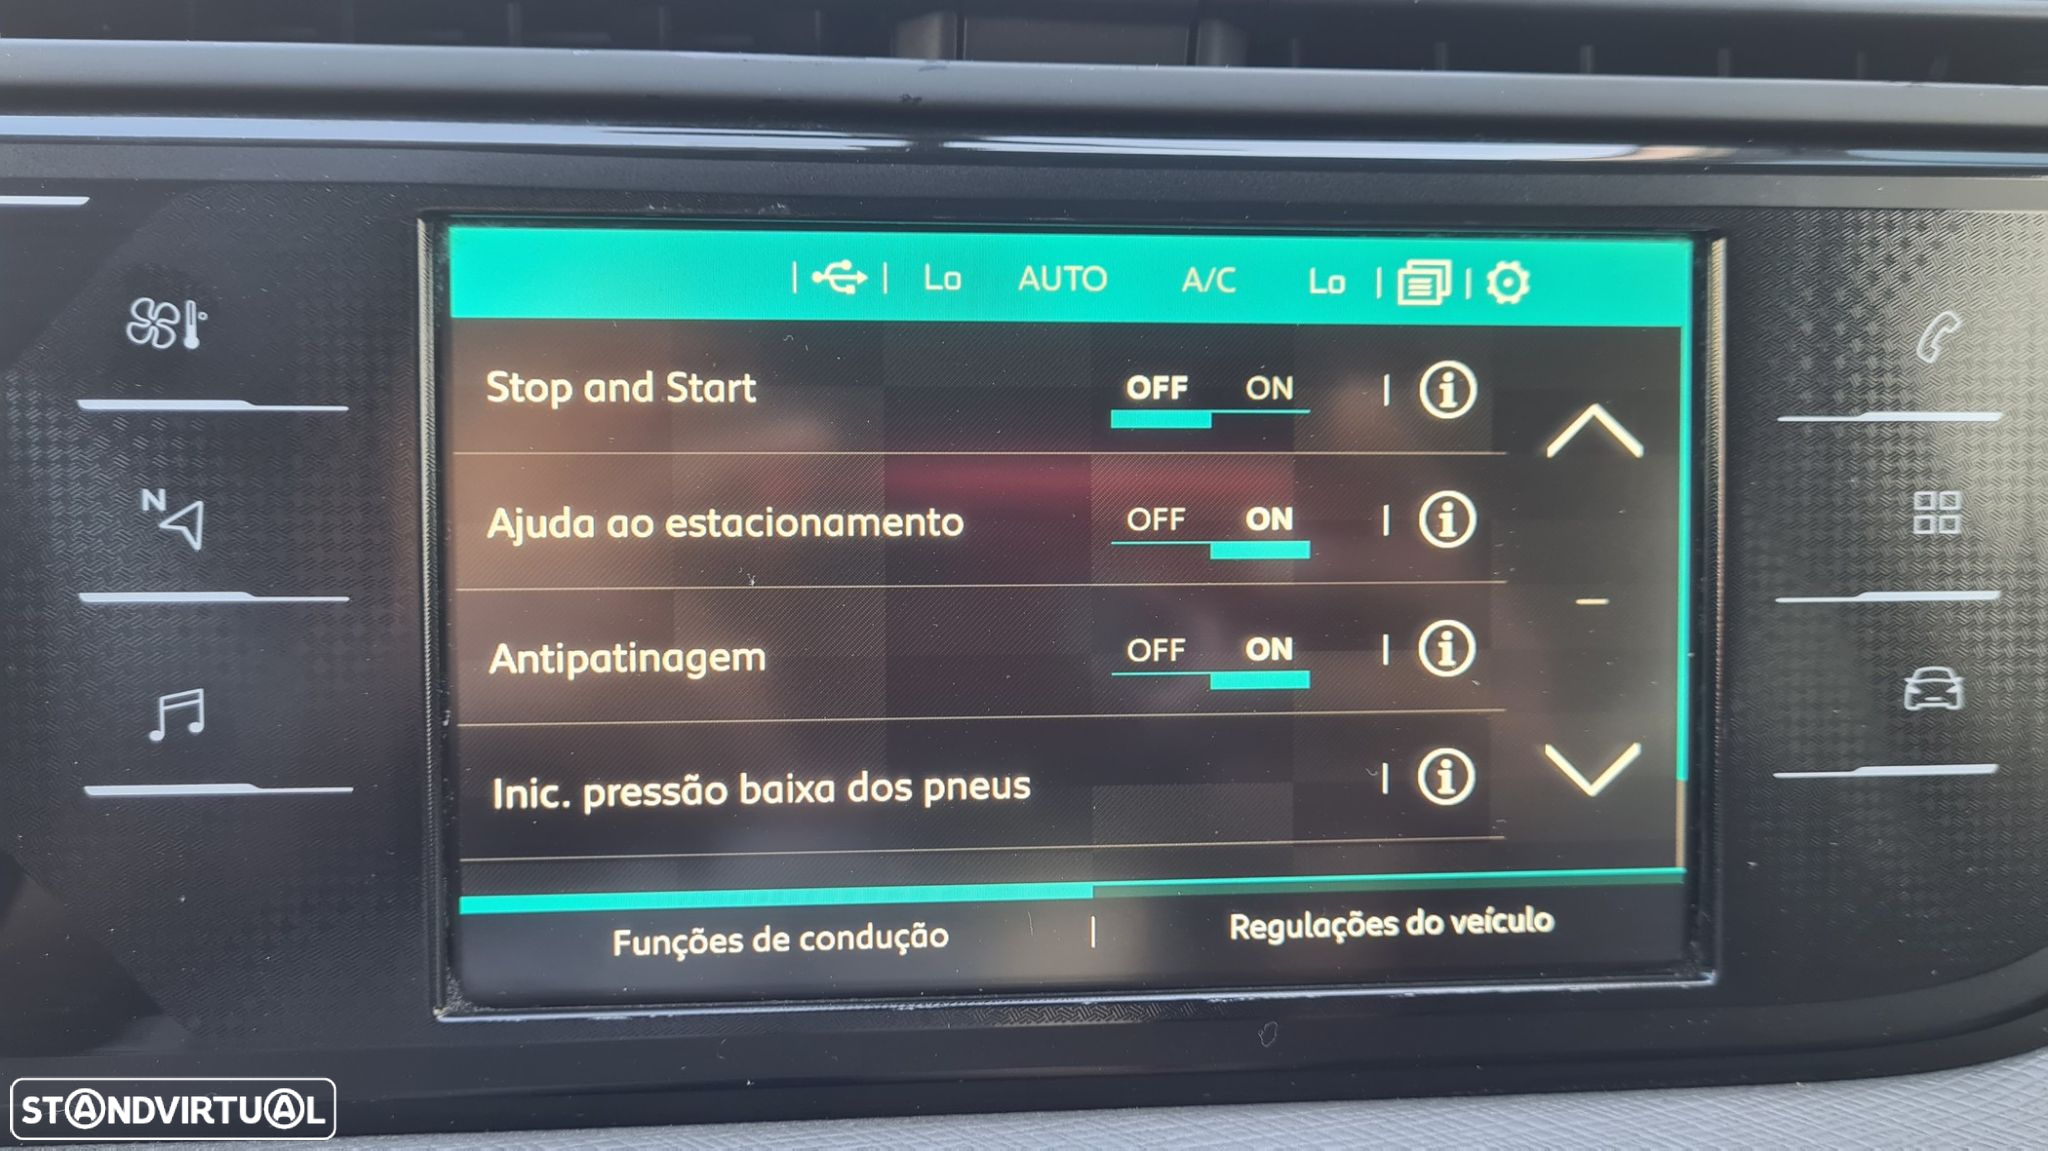 Lo AUTO A/C Lo
Stop and Start OFF ON
Ajuda ao estacionamento OFF ON
Antipatinagem OFF ON
Inic. pressão baixa dos pneus
Funções de condução Regulações do veículo
N
STANDVIRTUAL